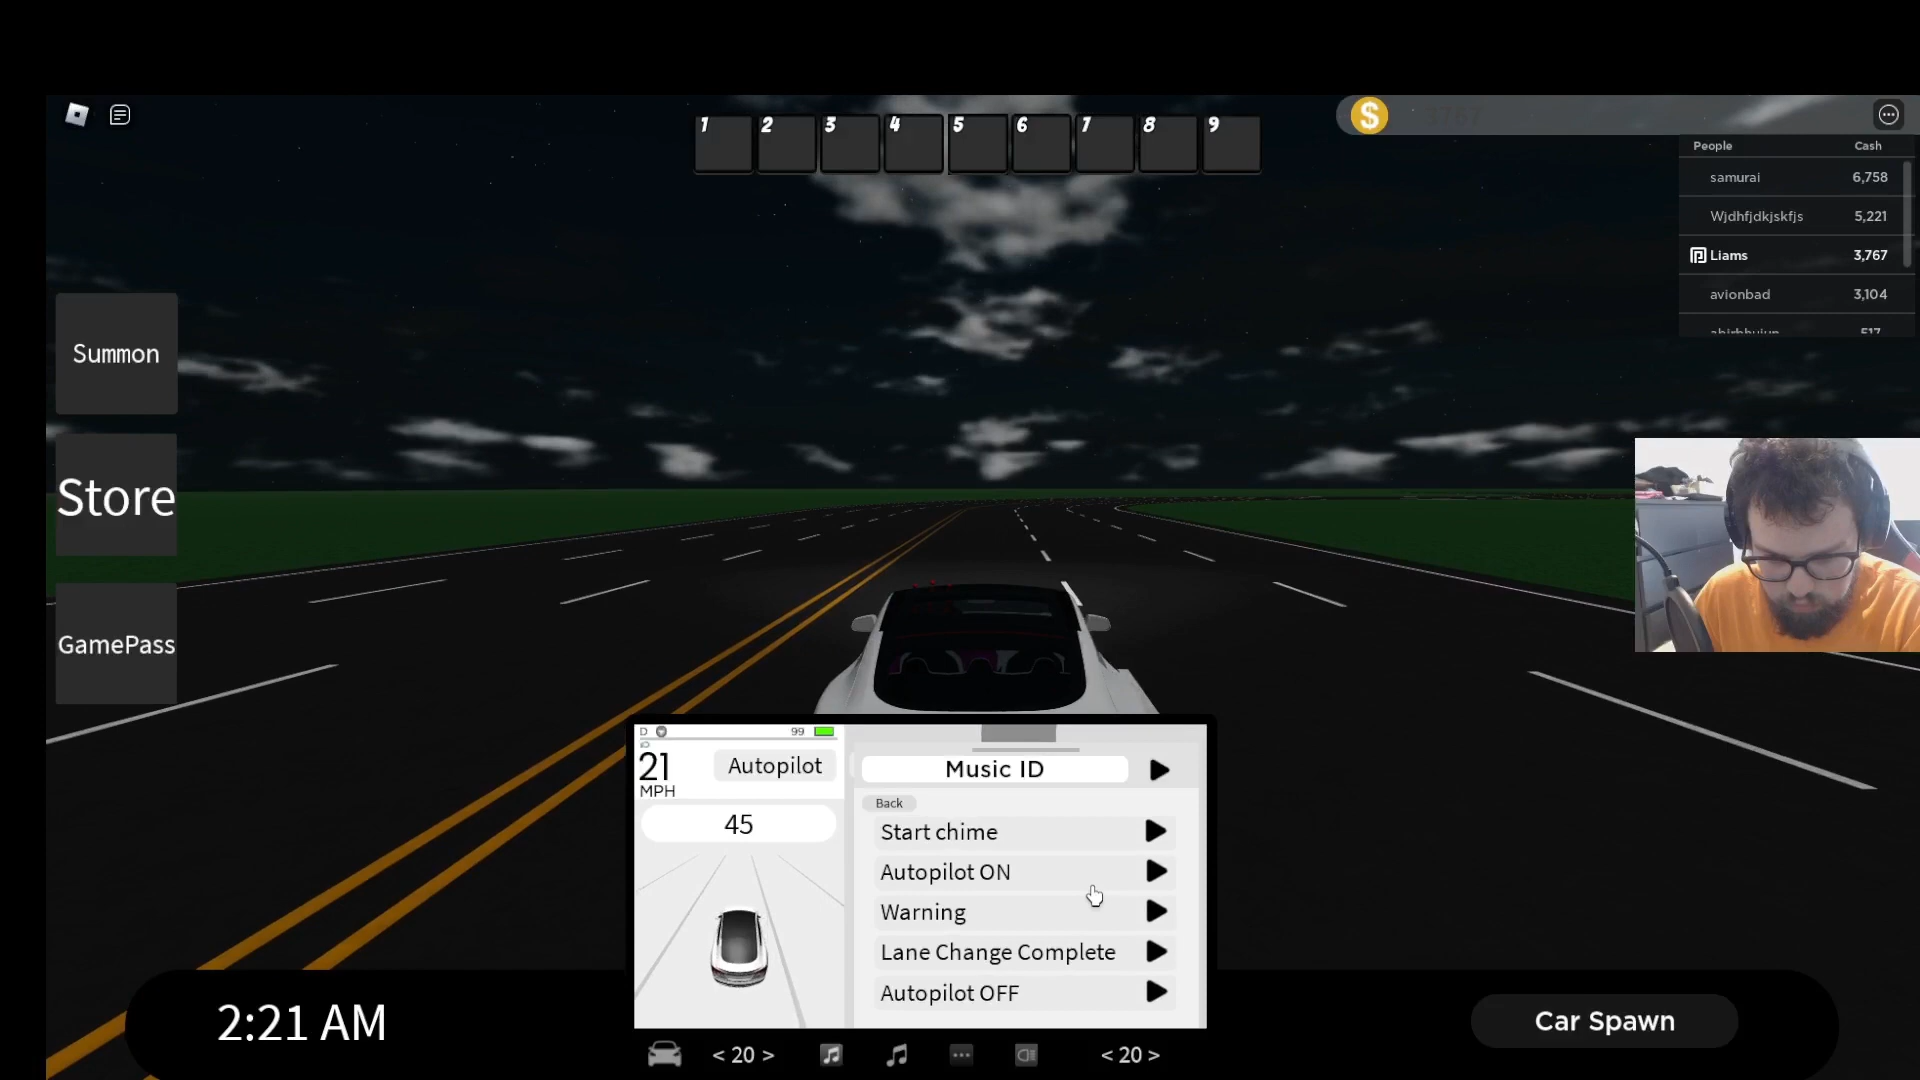 1 2 3 4 5 6 7 8 9
$ 3767
People Cash
samurai 6,758
Wjdhfjdkjskfjs 5,221
Liams 3,767
avionbad 3,104
517
Summon
Store
GamePass
D 99
21
MPH
Autopilot
45
Music ID
Back
Start chime
Autopilot ON
Warning
Lane Change Complete
Autopilot OFF
2:21 AM
< 20 >
< 20 >
Car Spawn